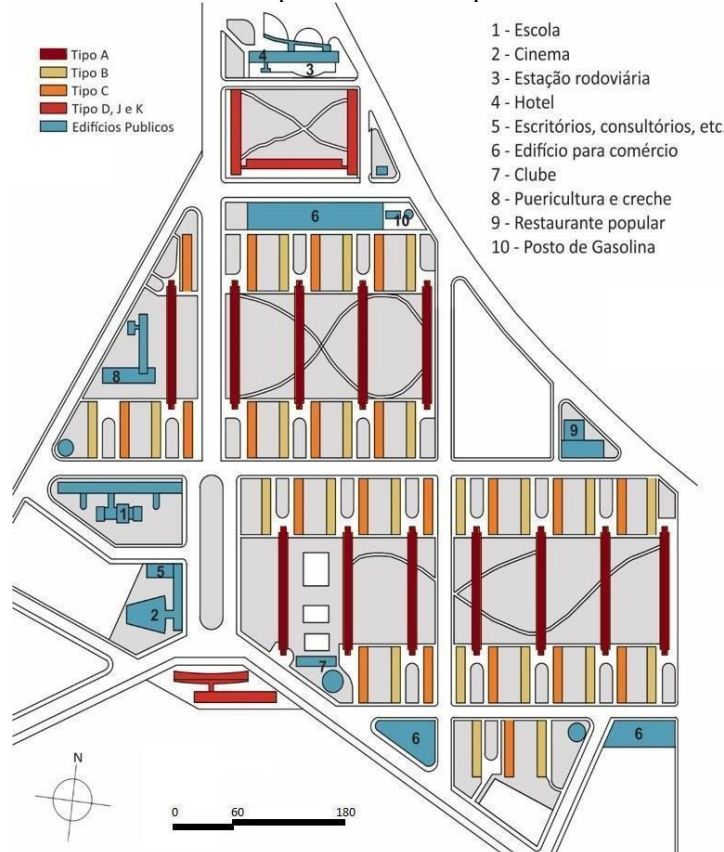 Tipo A
Tipo B
Tipo C
Tipo D, J e K
Edifícios Publicos
1 - Escola
2 - Cinema
3 - Estação rodoviária
4 - Hotel
5 - Escritórios, consultórios, etc
6 - Edifício para comércio
7 - Clube
8 - Puericultura e creche
9 - Restaurante popular
10 - Posto de Gasolina
4
3
6
10
8
9
1
5
2
7
6
6
N
0 60 180